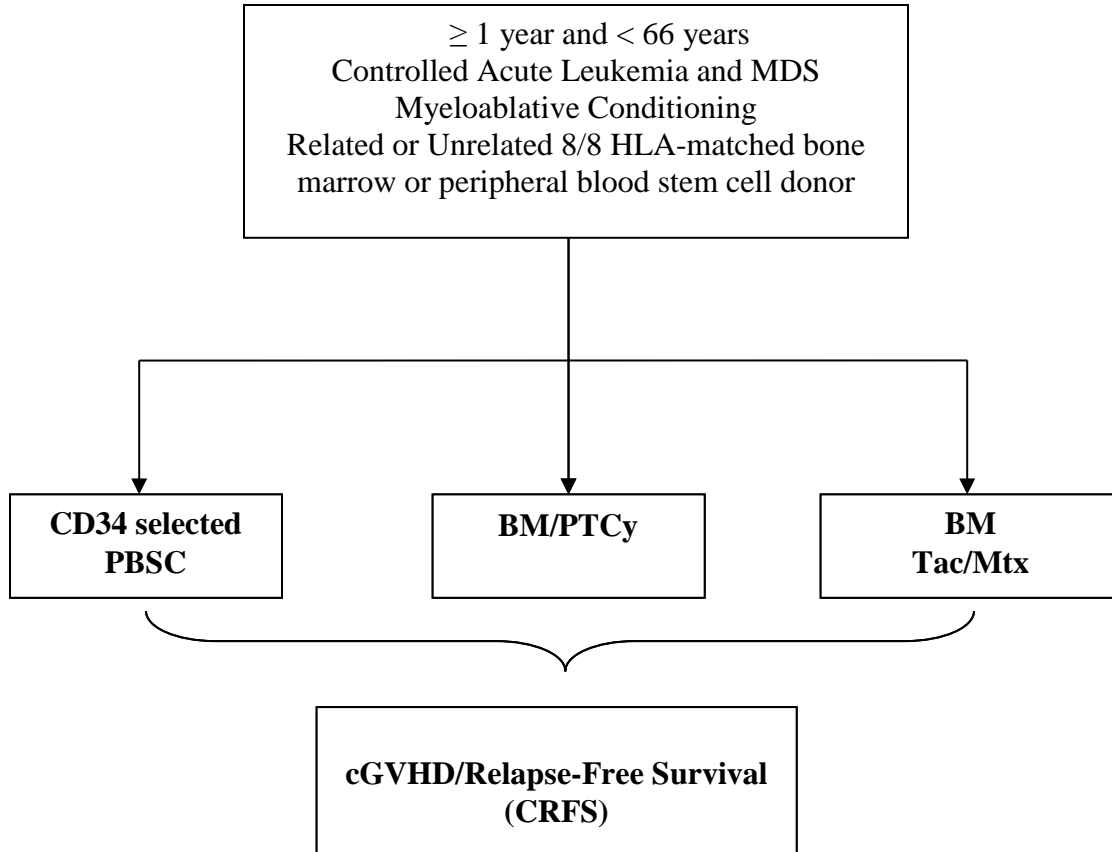 ≥ 1 year and < 66 years
Controlled Acute Leukemia and MDS
Myeloablative Conditioning
Related or Unrelated 8/8 HLA-matched bone
marrow or peripheral blood stem cell donor
CD34 selected
PBSC
BM/PTCy
BM
Tac/Mtx
cGVHD/Relapse-Free Survival
(CRFS)